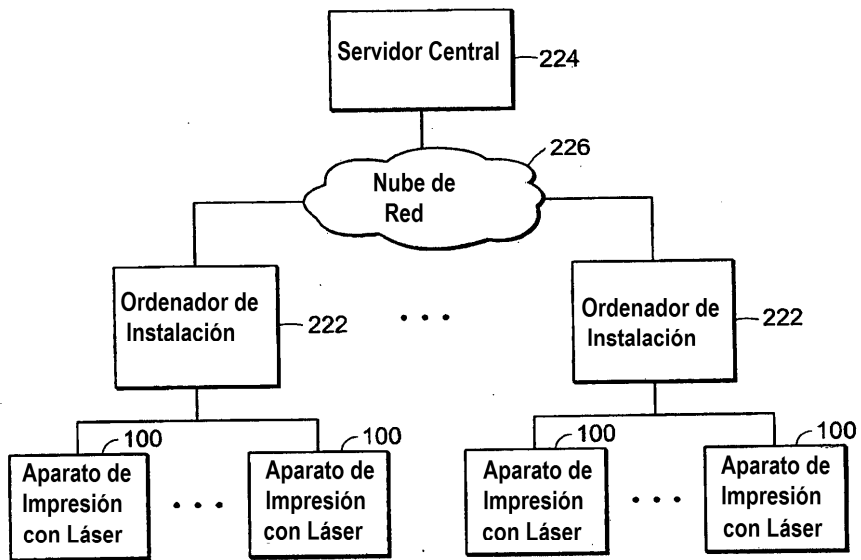 Servidor Central
224
226
Nube de
Red
Ordenador de
Instalación
222
Ordenador de
Instalación
222
100
Aparato de
Impresión
con Láser
100
Aparato de
Impresión
con Láser
100
Aparato de
Impresión
con Láser
100
Aparato de
Impresión
con Láser